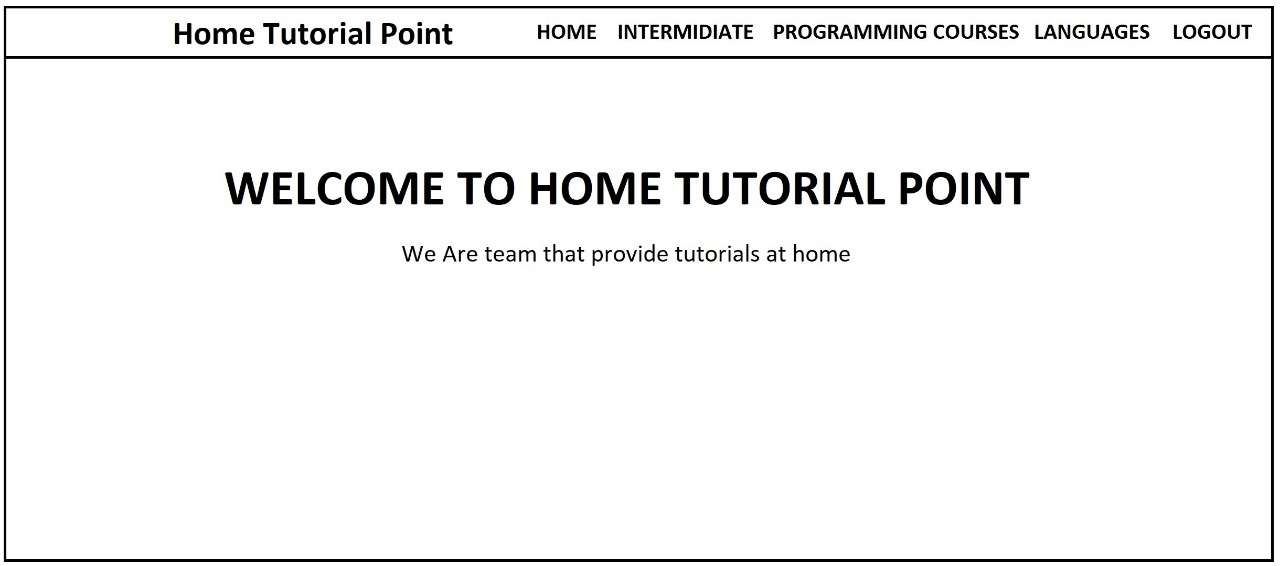 Home Tutorial Point HOME INTERMIDIATE PROGRAMMING COURSES LANGUAGES LOGOUT
WELCOME TO HOME TUTORIAL POINT
We Are team that provide tutorials at home